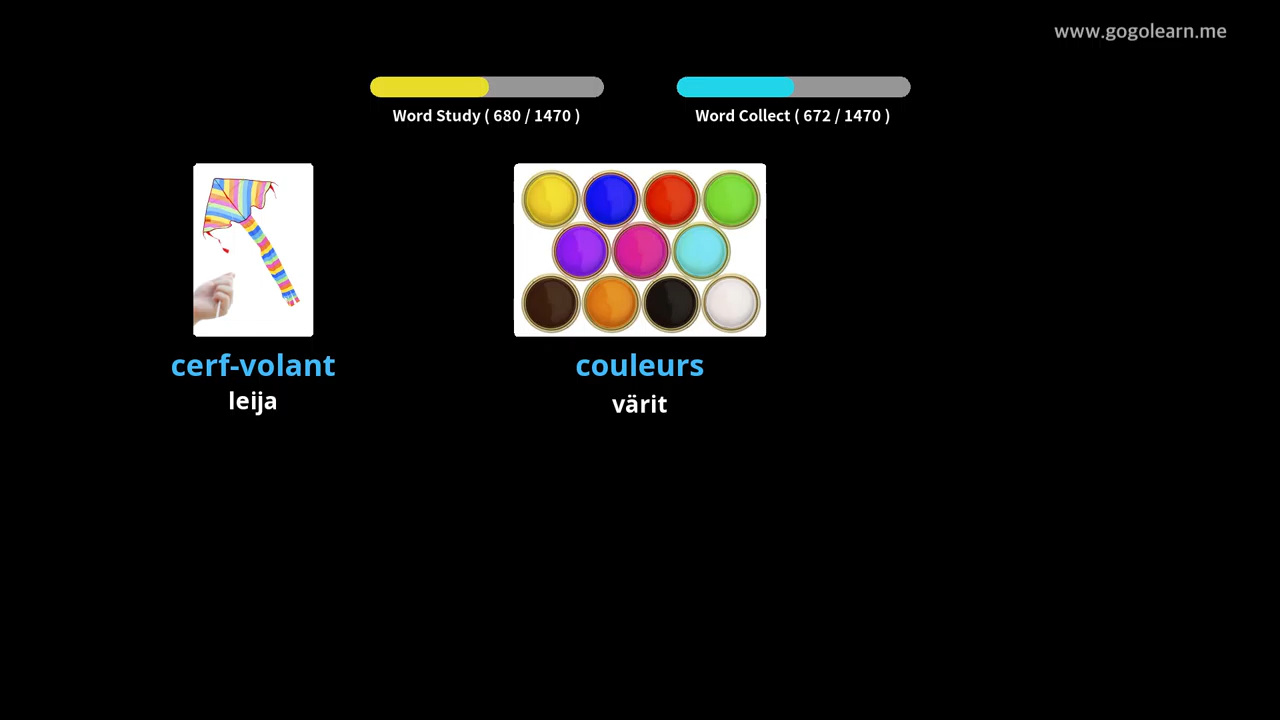 www.gogolearn.me
Word Study ( 680 / 1470 )
Word Collect ( 672 / 1470 )
cerf-volant
leija
couleurs
värit